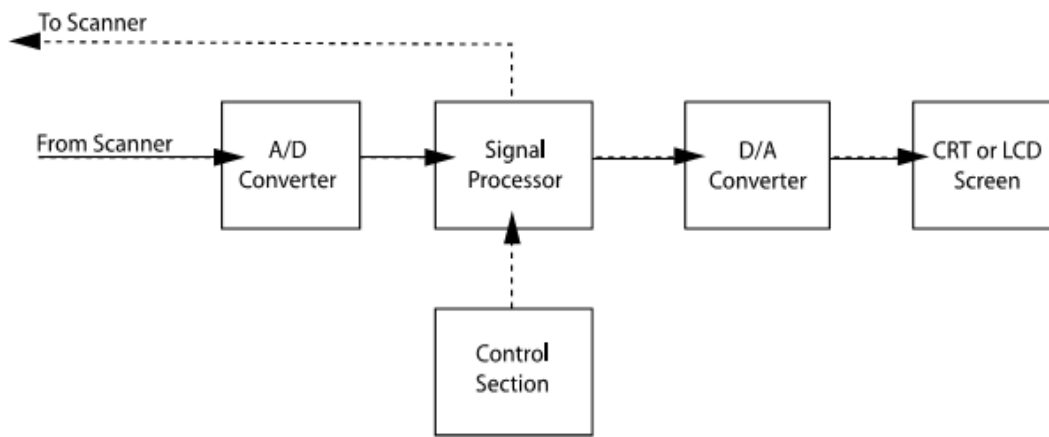 To Scanner
From Scanner
A/D
Converter
Signal
Processor
D/A
Converter
CRT or LCD
Screen
Control
Section